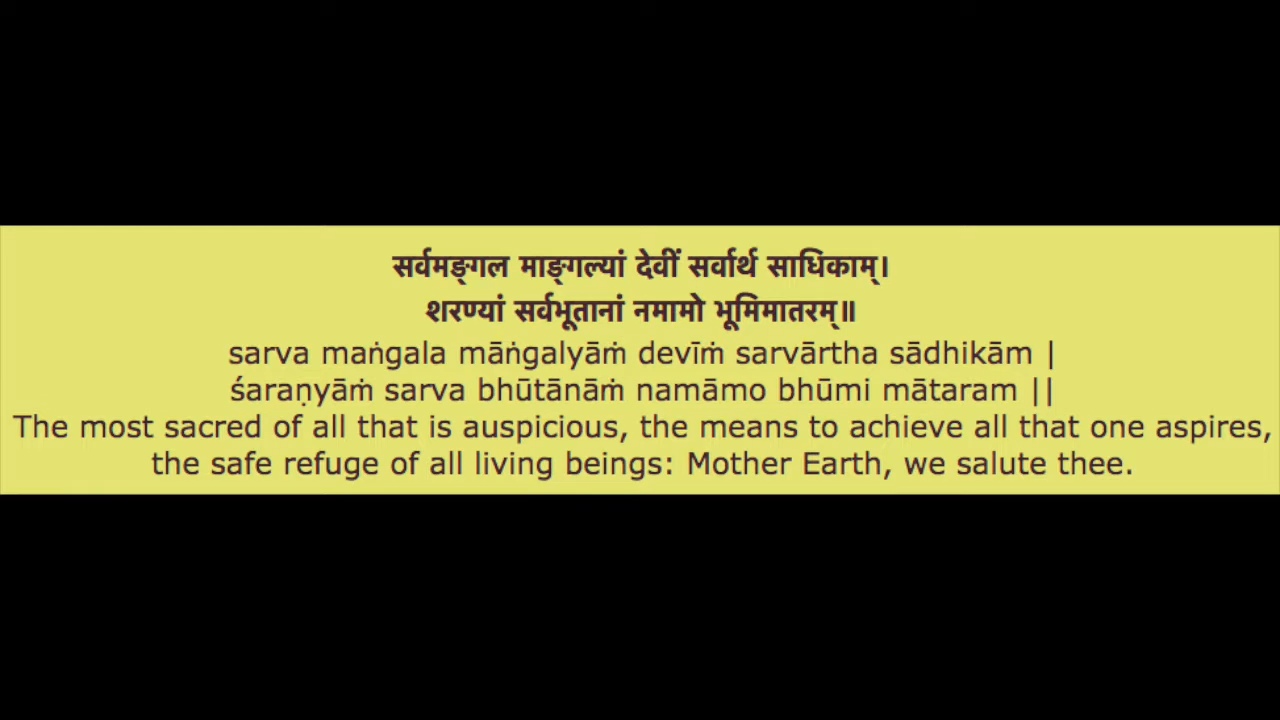 सर्वमङ्गल माङ्गल्यां देवीं सर्वार्थ साधिकाम्।
शरण्यां सर्वभूतानां नमामो भूमिमातरम्॥
sarva maṅgala māṅgalyāṁ devīṁ sarvārtha sādhikām |
śaraṇyāṁ sarva bhūtānāṁ namāmo bhūmi mātaram ||
The most sacred of all that is auspicious, the means to achieve all that one aspires,
the safe refuge of all living beings: Mother Earth, we salute thee.